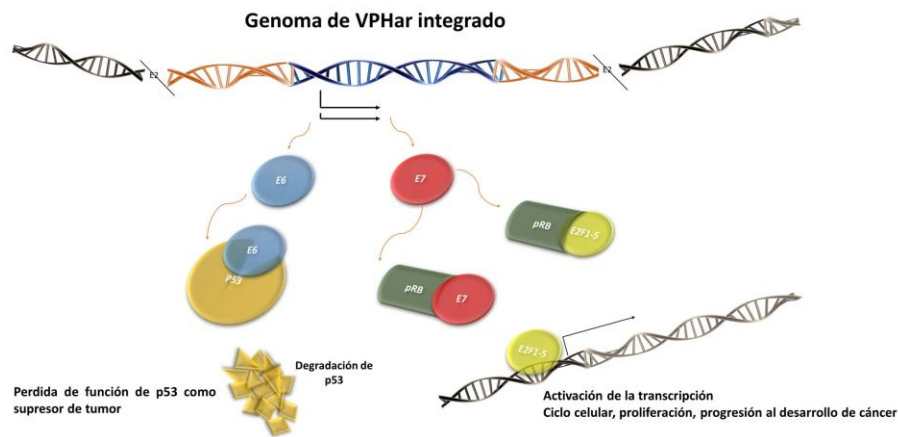 Genoma de VPHar integrado
E2
E2
E6
E7
E6
P53
pRB
E2F1-5
pRB
E7
E2F1-5
Degradación de
p53
Perdida de función de p53 como
supresor de tumor
Activación de la transcripción
Ciclo celular, proliferación, progresión al desarrollo de cáncer